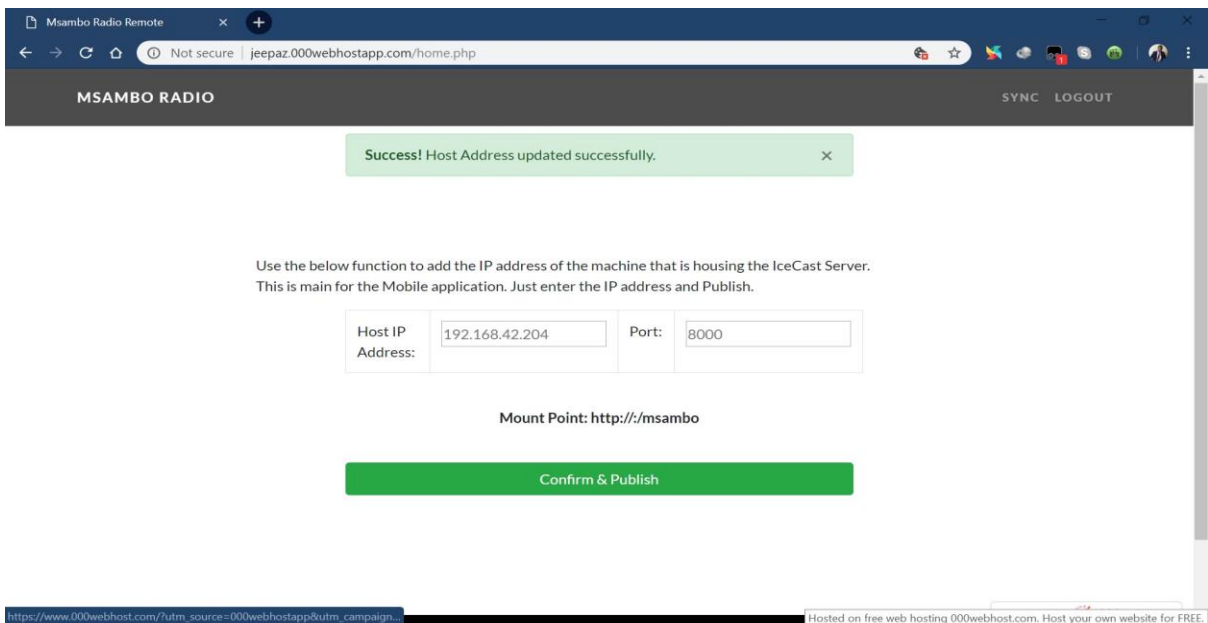 Msambo Radio Remote
Not secure jeepaz.000webhostapp.com/home.php
1
MSAMBO RADIO SYNC LOGOUT
Success! Host Address updated successfully. ×
Use the below function to add the IP address of the machine that is housing the IceCast Server.
This is main for the Mobile application. Just enter the IP address and Publish.
Host IP Address: 192.168.42.204 Port: 8000
Mount Point: http://:/msambo
Confirm & Publish
https://www.000webhost.com/?utm_source=000webhostapp&utm_campaign...
Hosted on free web hosting 000webhost.com. Host your own website for FREE.